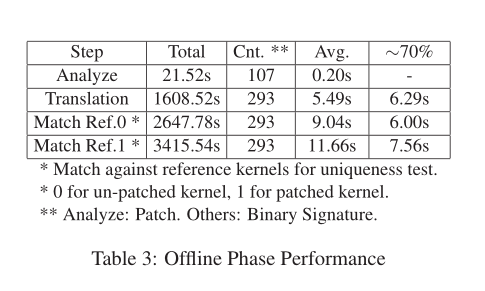 Step Total Cnt. ** Avg. ~70%
Analyze 21.52s 107 0.20s -
Translation 1608.52s 293 5.49s 6.29s
Match Ref.0 * 2647.78s 293 9.04s 6.00s
Match Ref.1 * 3415.54s 293 11.66s 7.56s
* Match against reference kernels for uniqueness test.
* 0 for un-patched kernel, 1 for patched kernel.
** Analyze: Patch. Others: Binary Signature.
Table 3: Offline Phase Performance